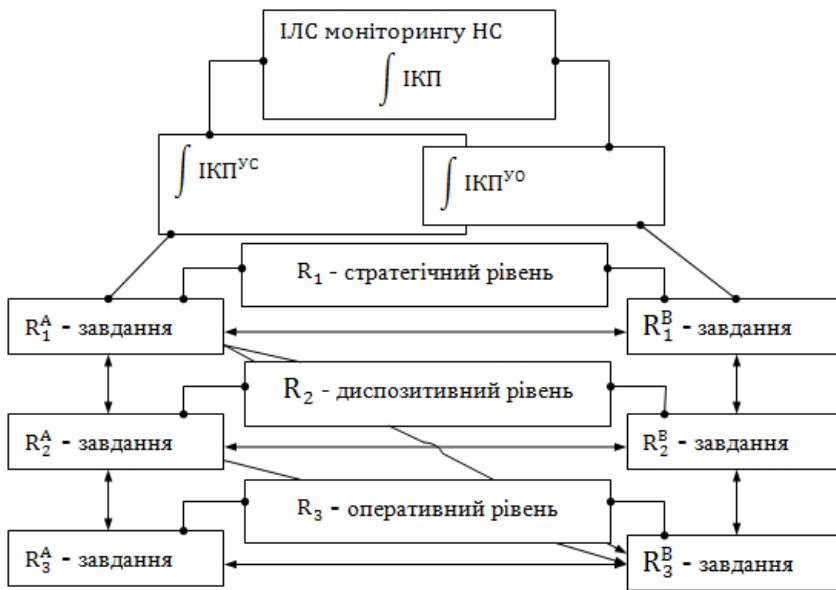 ІЛС моніторингу НС
∫ ІКП
∫ ІКП^УС
∫ ІКП^УО
R₁ - стратегічний рівень
R₁^A - завдання
R₁^B - завдання
R₂ - диспозитивний рівень
R₂^A - завдання
R₂^B - завдання
R₃ - оперативний рівень
R₃^A - завдання
R₃^B - завдання